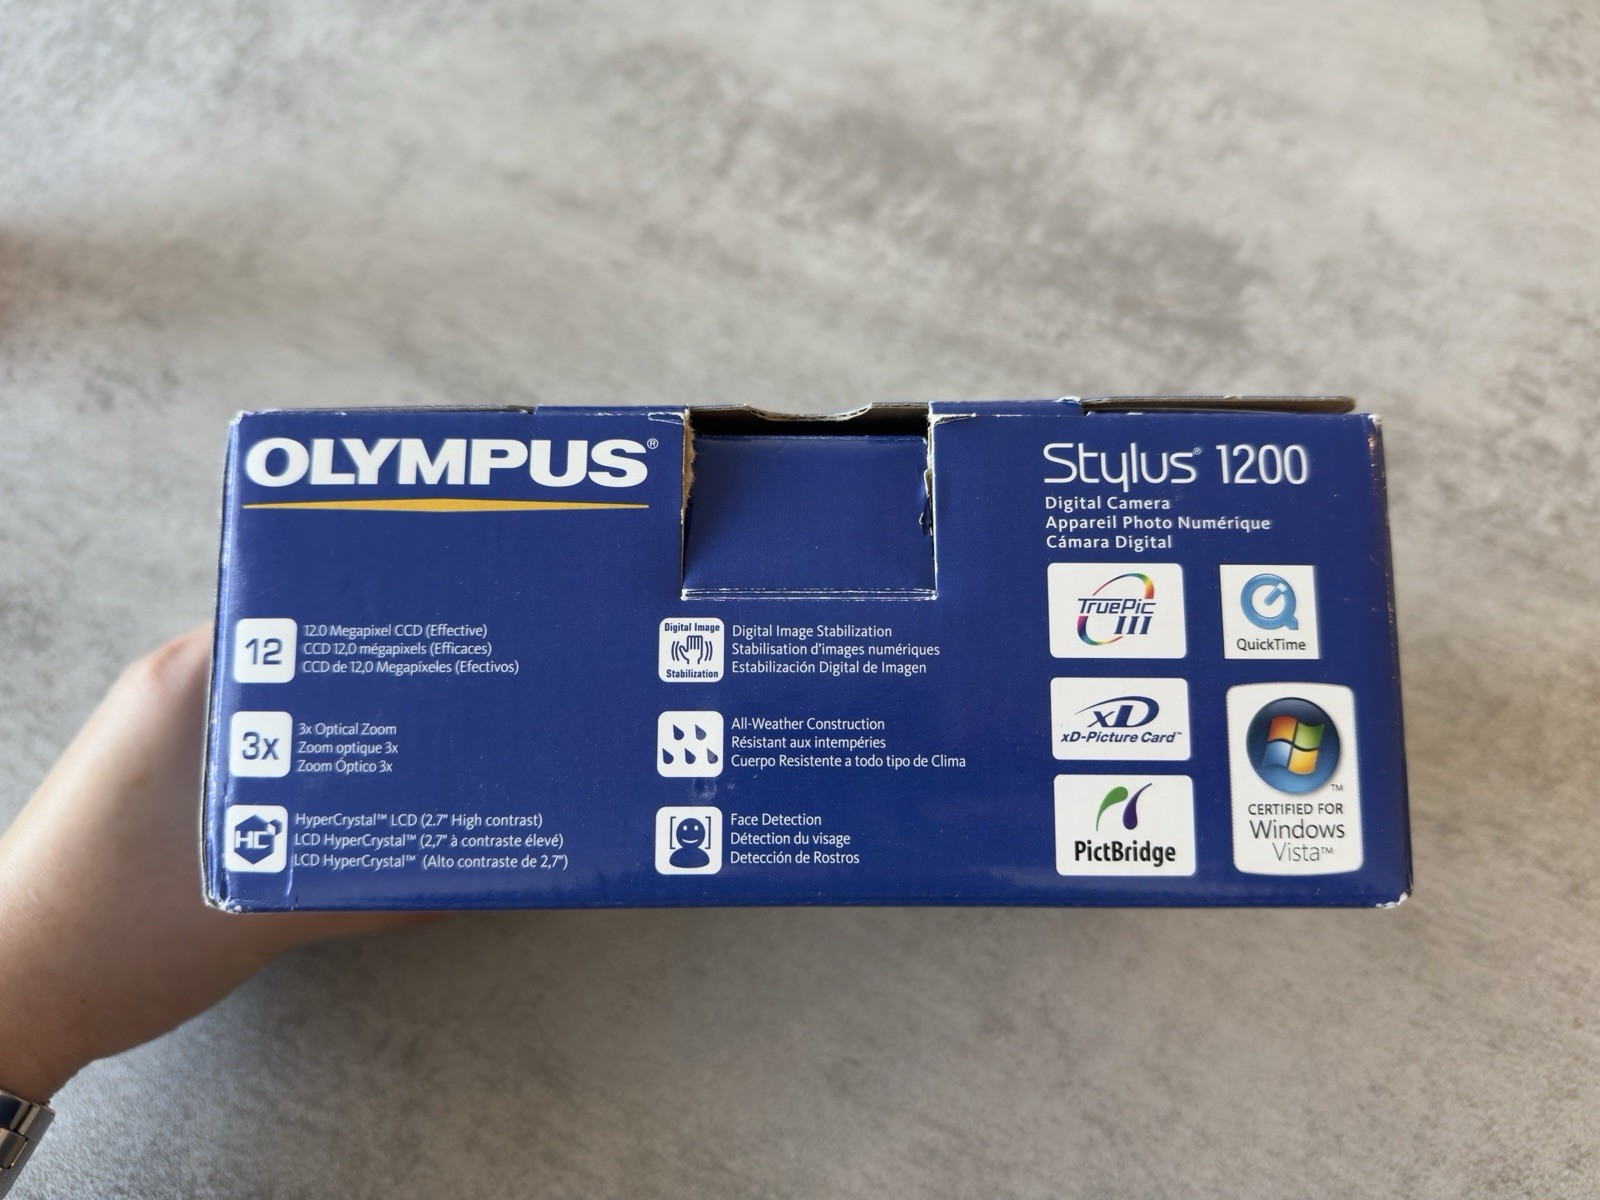 OLYMPUS®
Stylus® 1200
Digital Camera
Appareil Photo Numérique
Cámara Digital
12
12.0 Megapixel CCD (Effective)
CCD 12,0 mégapixels (Efficaces)
CCD de 12,0 Megapíxeles (Efectivos)
3x
3x Optical Zoom
Zoom optique 3x
Zoom Óptico 3x
HC
HyperCrystal™ LCD (2.7" High contrast)
LCD HyperCrystal™ (2,7" à contraste élevé)
LCD HyperCrystal™ (Alto contraste de 2,7")
Digital Image
Stabilization
Digital Image Stabilization
Stabilisation d'images numériques
Estabilización Digital de Imagen
All-Weather Construction
Résistant aux intempéries
Cuerpo Resistente a todo tipo de Clima
Face Detection
Détection du visage
Detección de Rostros
TruePic
III
QuickTime
xD
xD-Picture Card™
PictBridge
TM
CERTIFIED FOR
Windows
Vista™